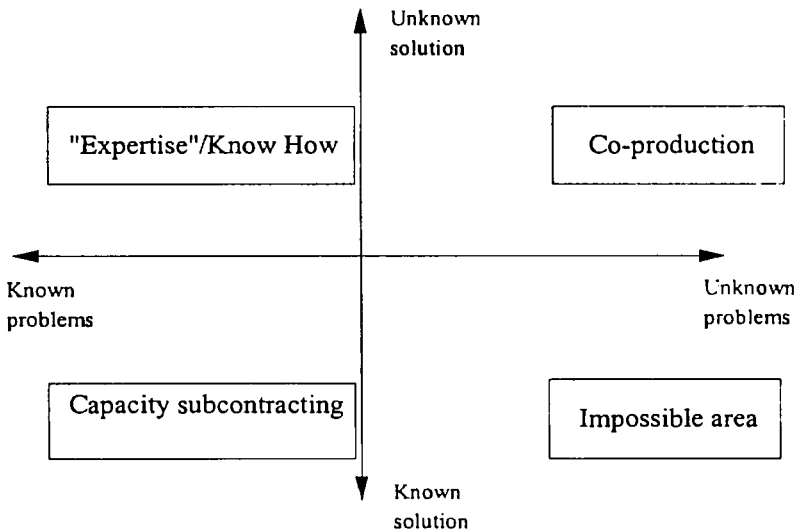 Unknown
solution
"Expertise"/Know How
Co-production
Known
problems
Unknown
problems
Capacity subcontracting
Impossible area
Known
solution